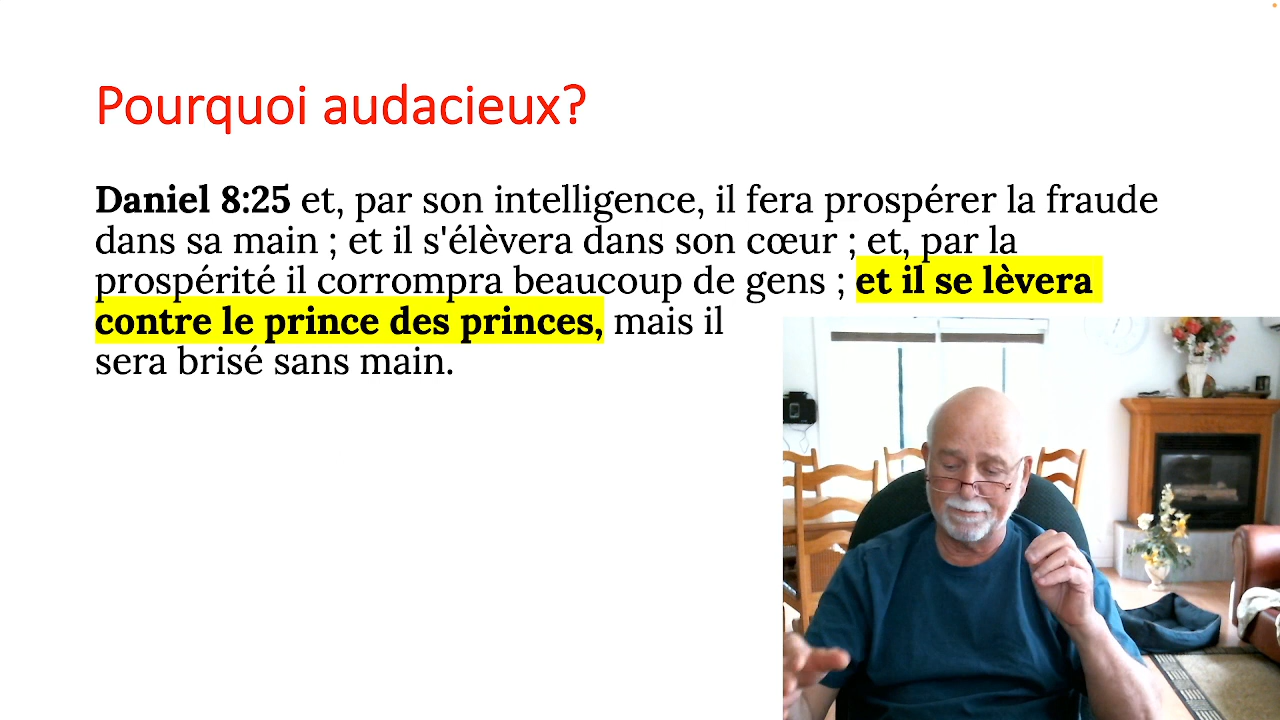 Pourquoi audacieux?
Daniel 8:25 et, par son intelligence, il fera prospérer la fraude
dans sa main ; et il s'élèvera dans son cœur ; et, par la
prospérité il corrompra beaucoup de gens ; et il se lèvera
contre le prince des princes, mais il
sera brisé sans main.